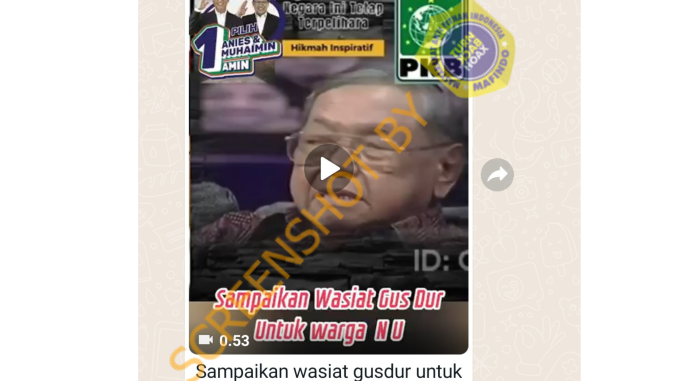 Negara Ini Tetap
Terpelihara
PILIH
1
ANIES &
MUHAIMIN
AMIN
Hikmah Inspiratif
PKB
TURN
BACK
HOAX
MAFINDO
SCREENSHOT BY
ID:
Sampaikan Wasiat Gus Dur
Untuk warga N U
0.53
Sampaikan wasiat gusdur untuk